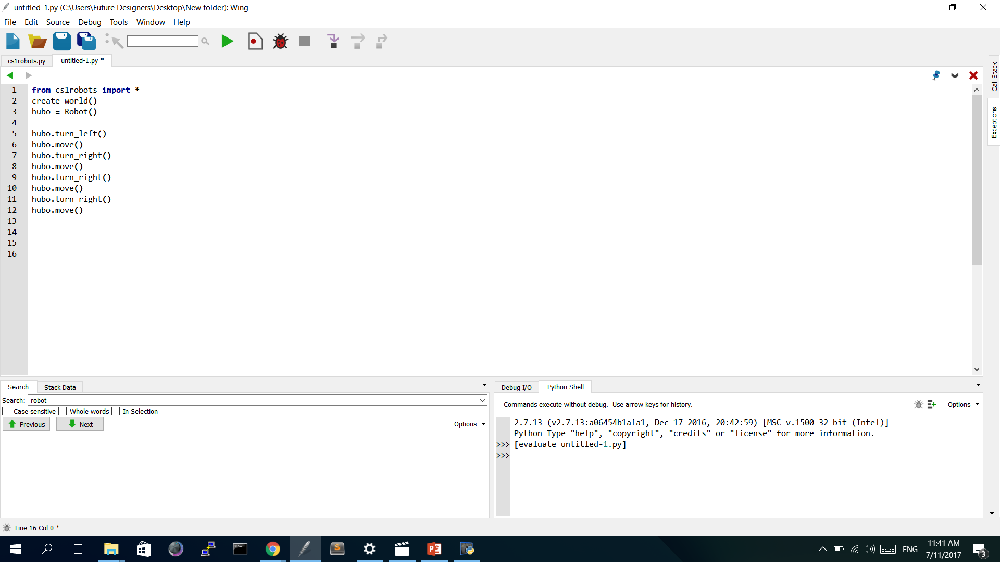 untitled-1.py (C:\Users\Future Designers\Desktop\New folder): Wing
File Edit Source Debug Tools Window Help
cs1robots.py untitled-1.py *
Call Stack
Exceptions
1 from cs1robots import *
2 create_world()
3 hubo = Robot()
4
5 hubo.turn_left()
6 hubo.move()
7 hubo.turn_right()
8 hubo.move()
9 hubo.turn_right()
10 hubo.move()
11 hubo.turn_right()
12 hubo.move()
13
14
15
16
Search Stack Data
Search: robot
Case sensitive Whole words In Selection
Previous Next Options
Debug I/O Python Shell
Commands execute without debug. Use arrow keys for history. Options
2.7.13 (v2.7.13:a06454b1afa1, Dec 17 2016, 20:42:59) [MSC v.1500 32 bit (Intel)]
Python Type "help", "copyright", "credits" or "license" for more information.
>>> [evaluate untitled-1.py]
>>>
Line 16 Col 0 *
S
P
ENG
11:41 AM
7/11/2017
3